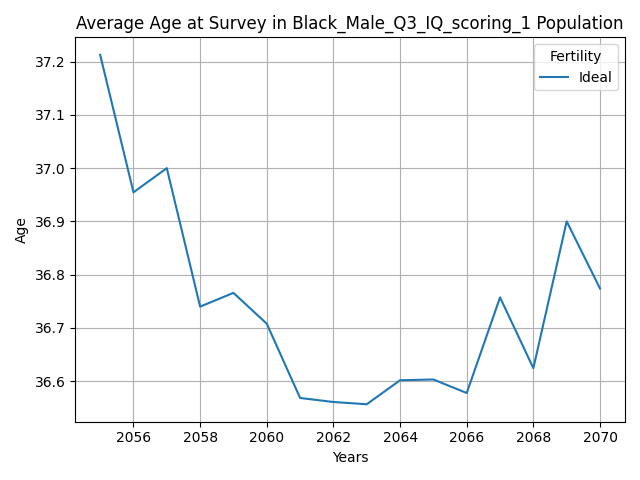 Average Age at Survey in Black_Male_Q3_IQ_scoring_1 Population
Fertility
Ideal
37.2
37.1
37.0
36.9
36.8
36.7
36.6
Age
2056 2058 2060 2062 2064 2066 2068 2070
Years